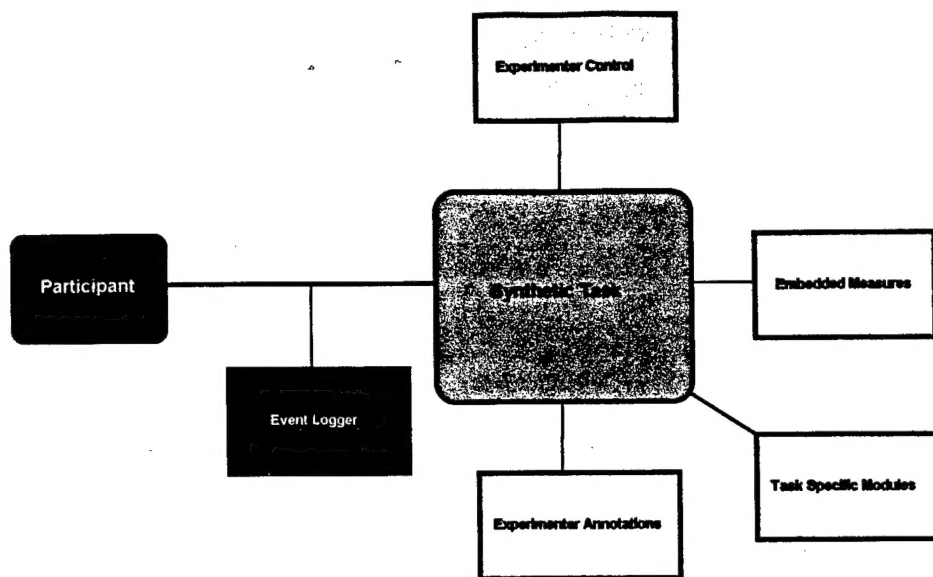 Experimenter Control
Participant
Synthetic Task
Embedded Measures
Event Logger
Task Specific Modules
Experimenter Annotations